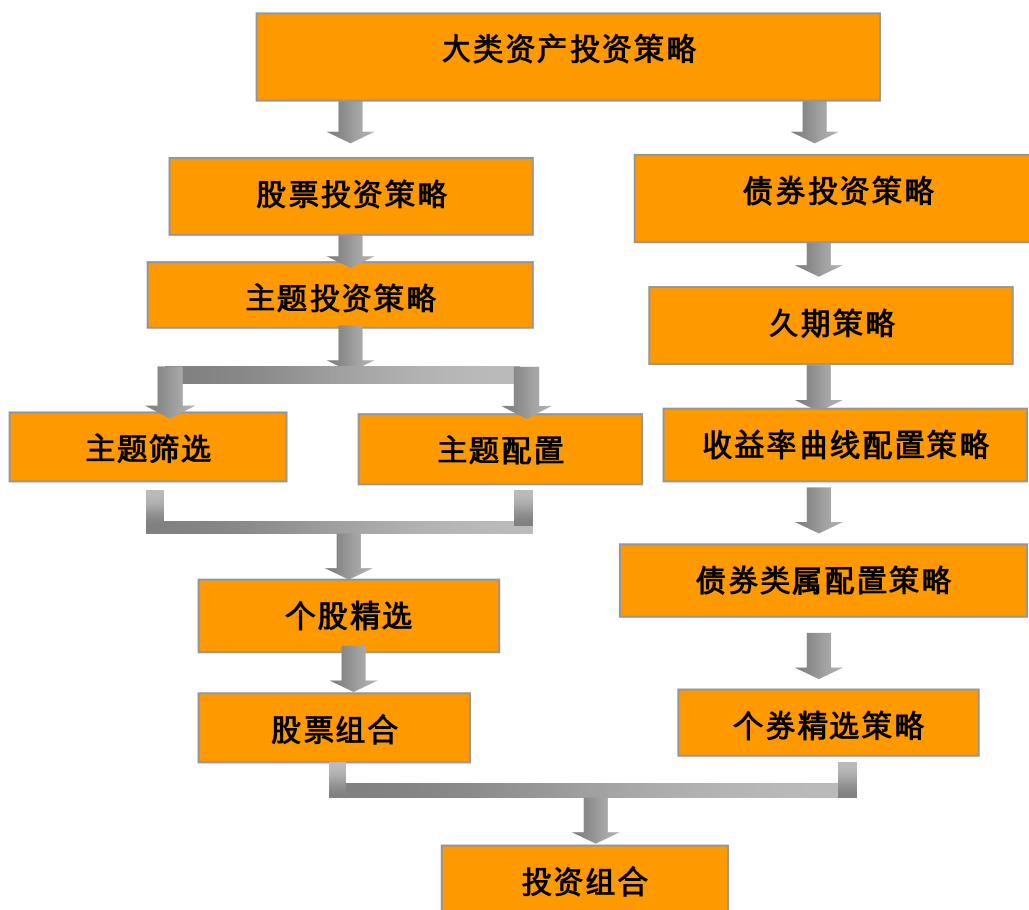 大类资产投资策略
股票投资策略
债券投资策略
主题投资策略
久期策略
主题筛选
主题配置
收益率曲线配置策略
债券类属配置策略
个股精选
股票组合
个券精选策略
投资组合